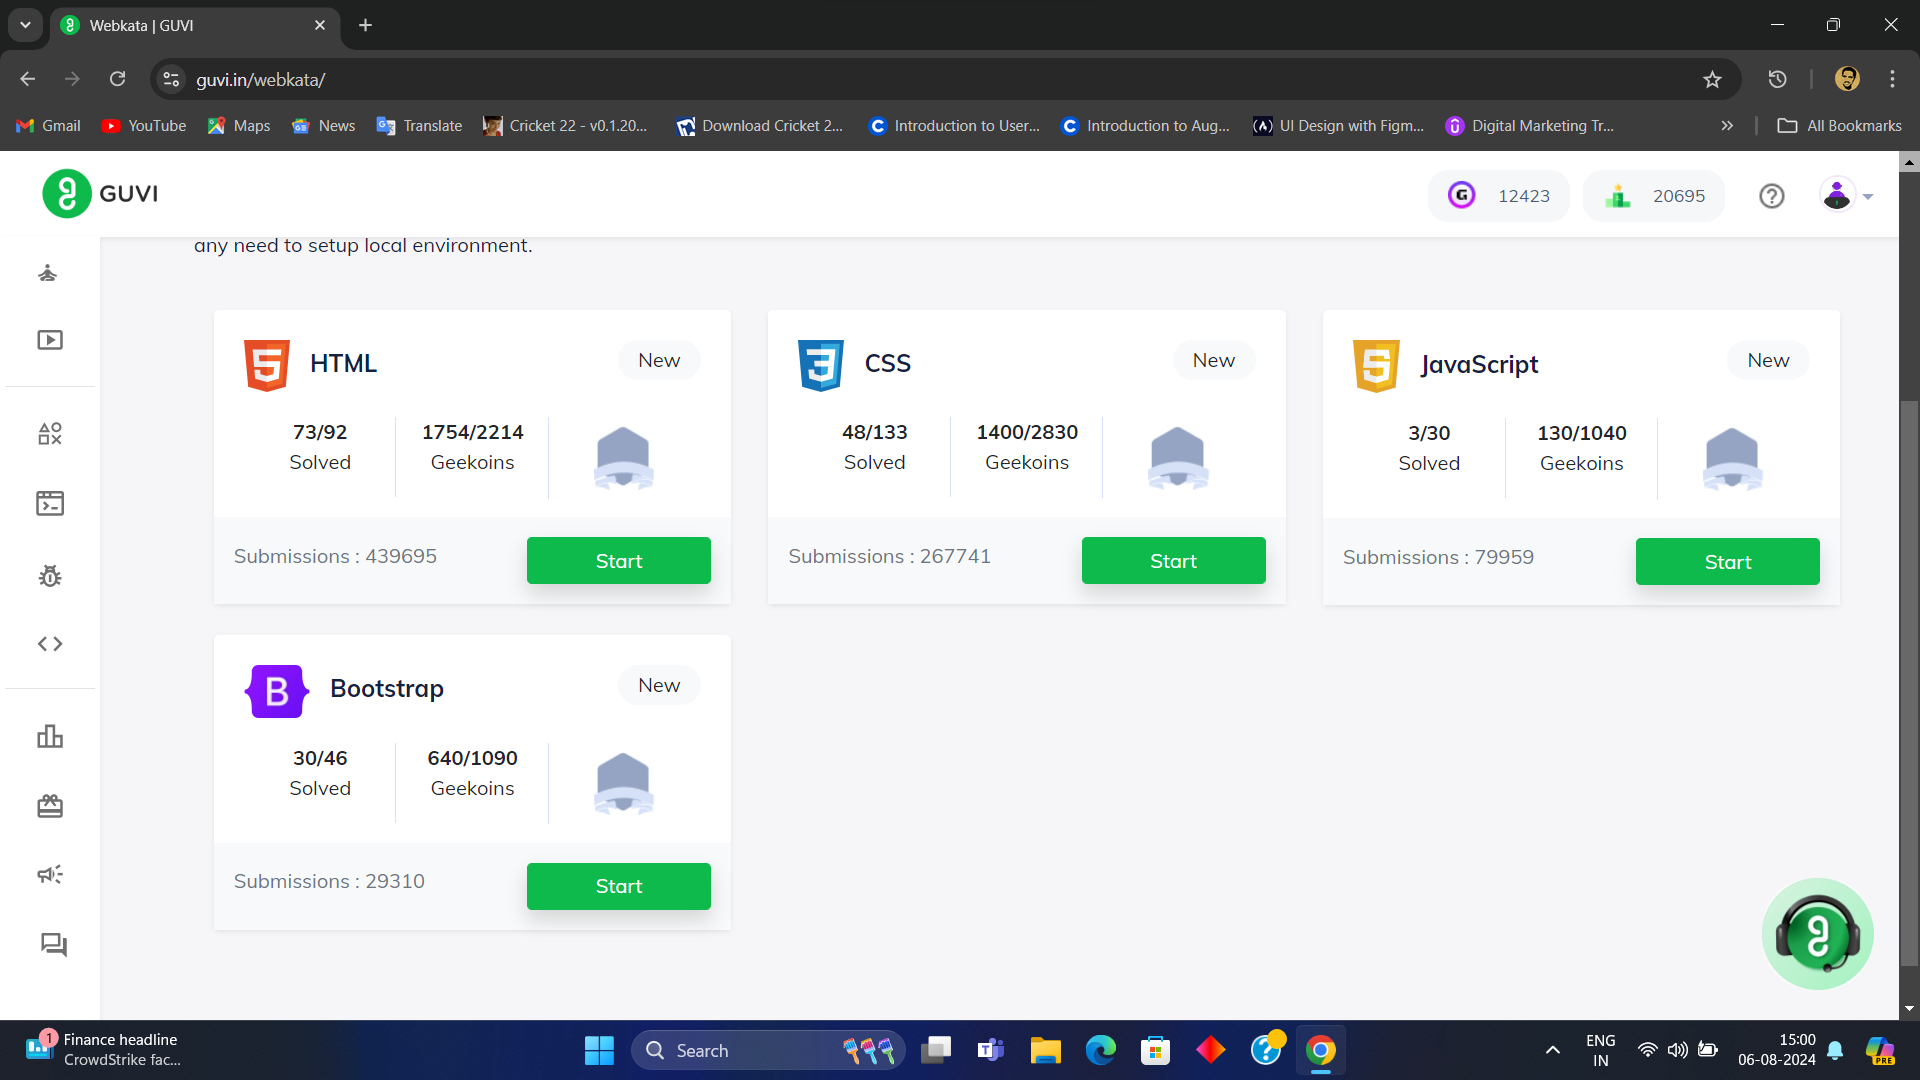 Webkata | GUVI
guvi.in/webkata/
Gmail
YouTube
Maps
News
Translate
Cricket 22 - v0.1.20...
Download Cricket 2...
Introduction to User...
Introduction to Aug...
UI Design with Figm...
Digital Marketing Tr...
All Bookmarks
GUVI
12423
20695
any need to setup local environment.
HTML
New
73/92
Solved
1754/2214
Geekoins
Submissions : 439695
Start
CSS
New
48/133
Solved
1400/2830
Geekoins
Submissions : 267741
Start
JavaScript
New
3/30
Solved
130/1040
Geekoins
Submissions : 79959
Start
Bootstrap
New
30/46
Solved
640/1090
Geekoins
Submissions : 29310
Start
1
Finance headline
CrowdStrike fac...
Search
ENG
IN
15:00
06-08-2024
PRE